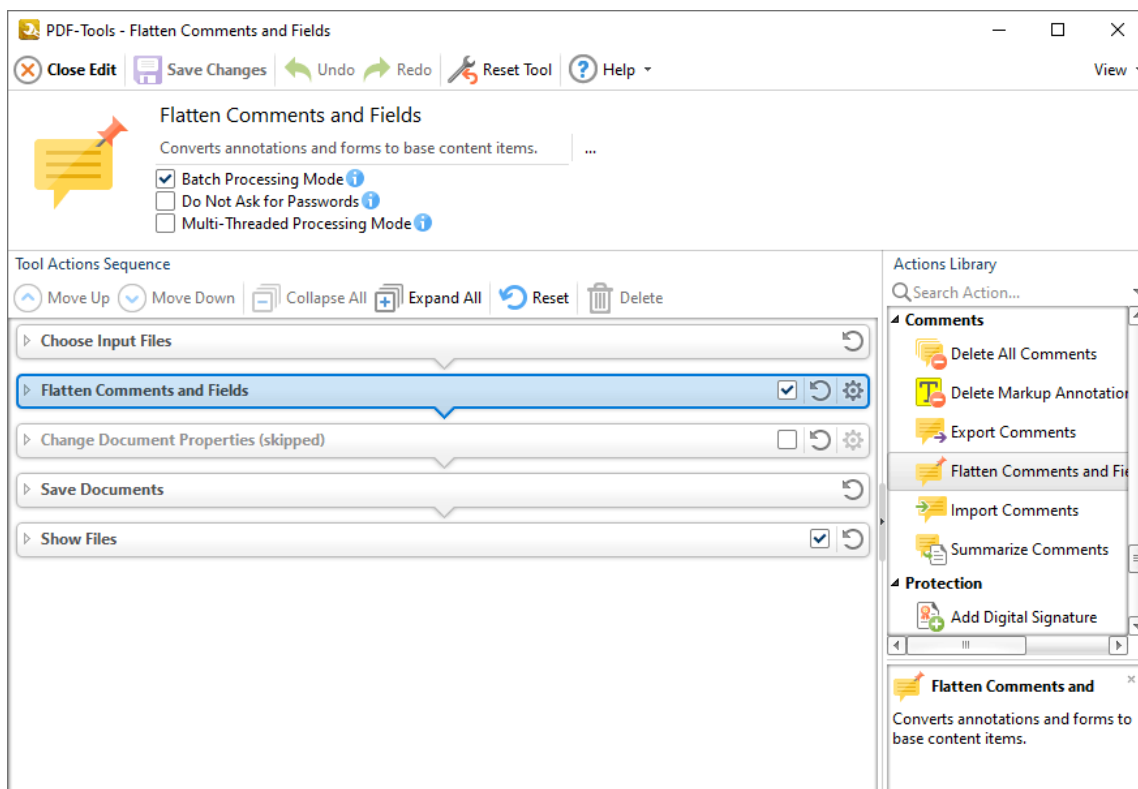 PDF-Tools - Flatten Comments and Fields
Close Edit Save Changes Undo Redo Reset Tool ? Help View
Flatten Comments and Fields
Converts annotations and forms to base content items. ...
Batch Processing Mode i
Do Not Ask for Passwords i
Multi-Threaded Processing Mode i
Tool Actions Sequence
Move Up Move Down Collapse All Expand All Reset Delete
Choose Input Files
Flatten Comments and Fields
Change Document Properties (skipped)
Save Documents
Show Files
Actions Library
Search Action...
Comments
Delete All Comments
Delete Markup Annotation
Export Comments
Flatten Comments and Fie
Import Comments
Summarize Comments
Protection
Add Digital Signature
Flatten Comments and
Converts annotations and forms to
base content items.